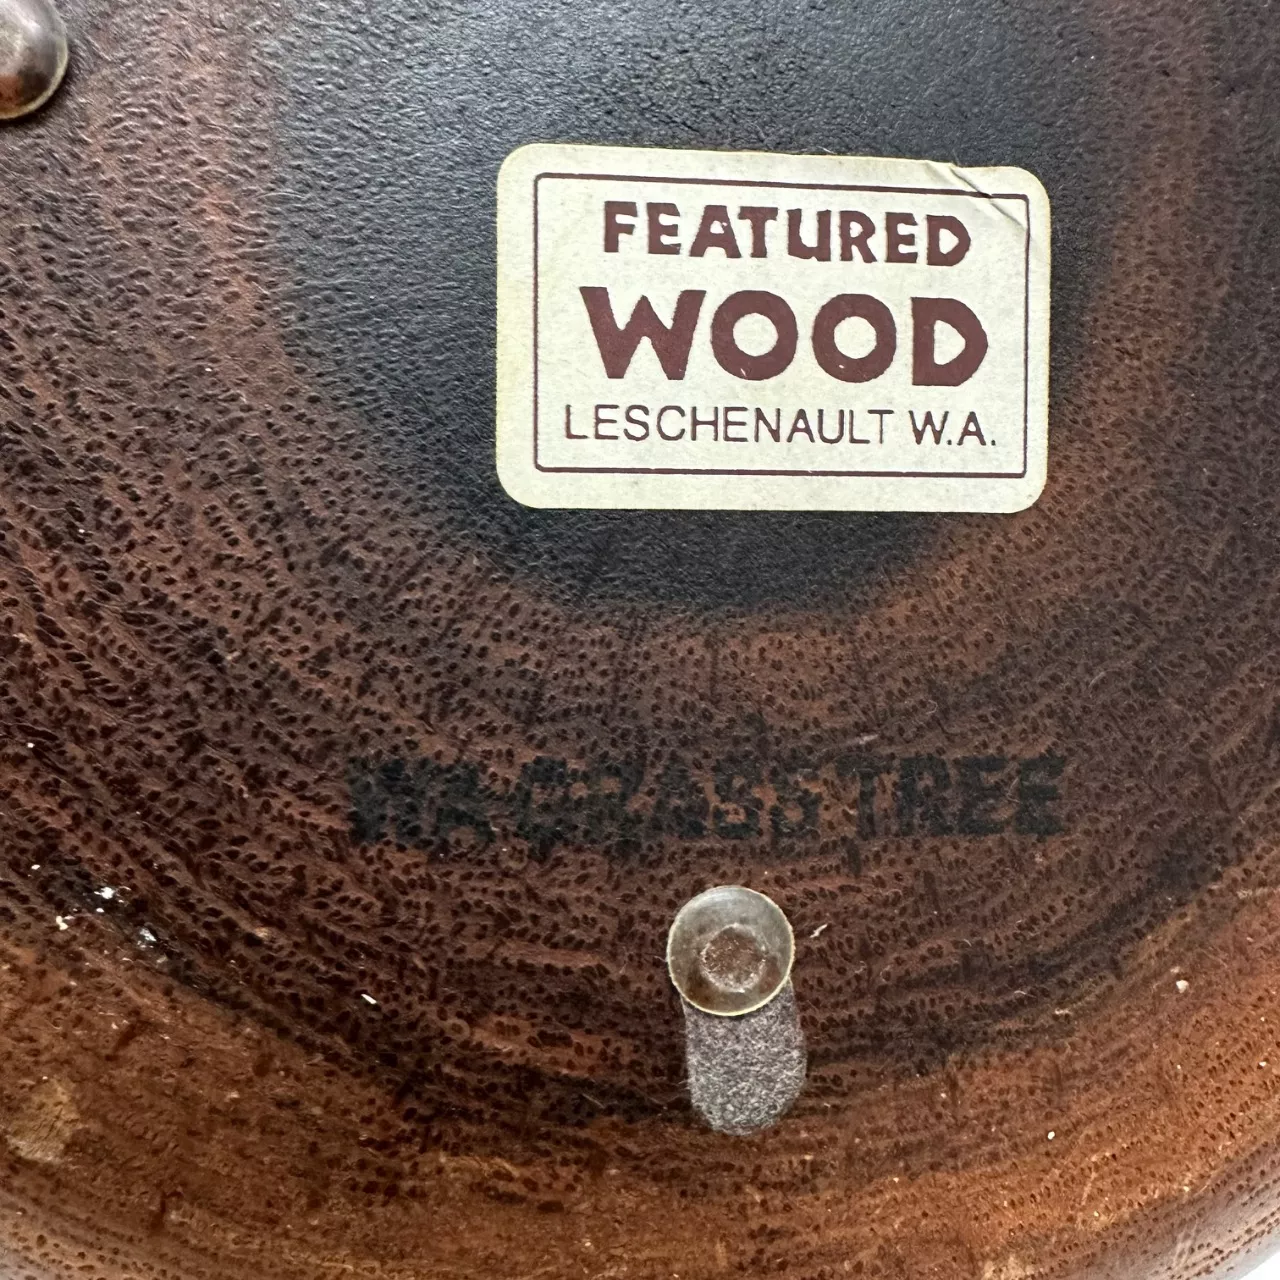 FEATURED
WOOD
LESCHENAULT W.A.
WA GRASS TREE